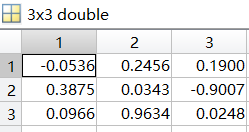 3x3 double
1 2 3
1 -0.0536 0.2456 0.1900
2 0.3875 0.0343 -0.9007
3 0.0966 0.9634 0.0248